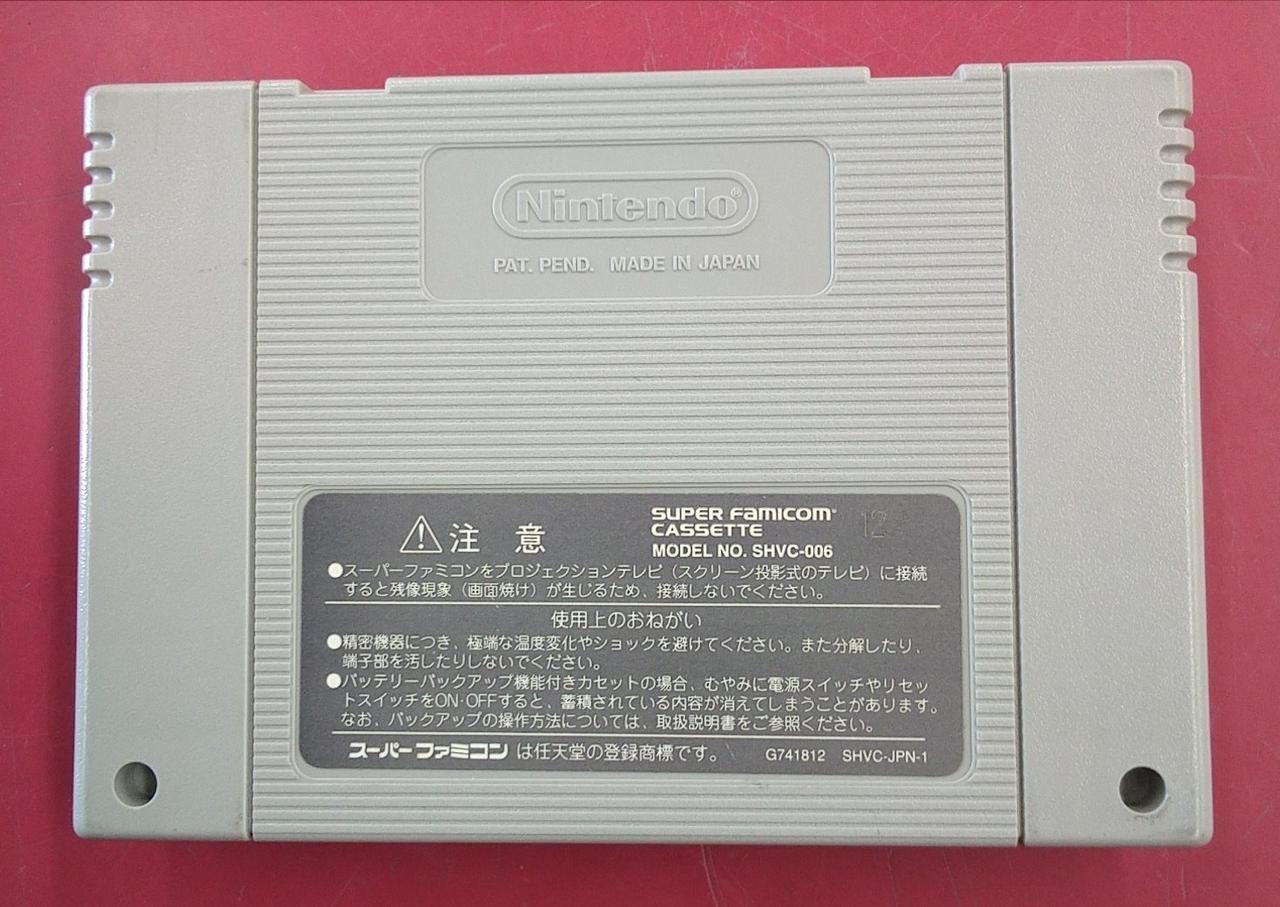 Nintendo®
PAT. PEND. MADE IN JAPAN
注 意
SUPER FAMICOM
CASSETTE
MODEL NO. SHVC-006
12
●スーパーファミコンをプロジェクションテレビ（スクリーン投影式のテレビ）に接続
すると残像現象（画面焼け）が生じるため、接続しないでください。
使用上のおねがい
●精密機器につき、極端な温度変化やショックを避けてください。また分解したり、
端子部を汚したりしないでください。
●バッテリーバックアップ機能付きカセットの場合、むやみに電源スイッチやリセッ
トスイッチをON·OFFすると、蓄積されている内容が消えてしまうことがあります。
なお、バックアップの操作方法については、取扱説明書をご参照ください。
スーパーファミコン は任天堂の登録商標です。 G741812 SHVC-JPN-1